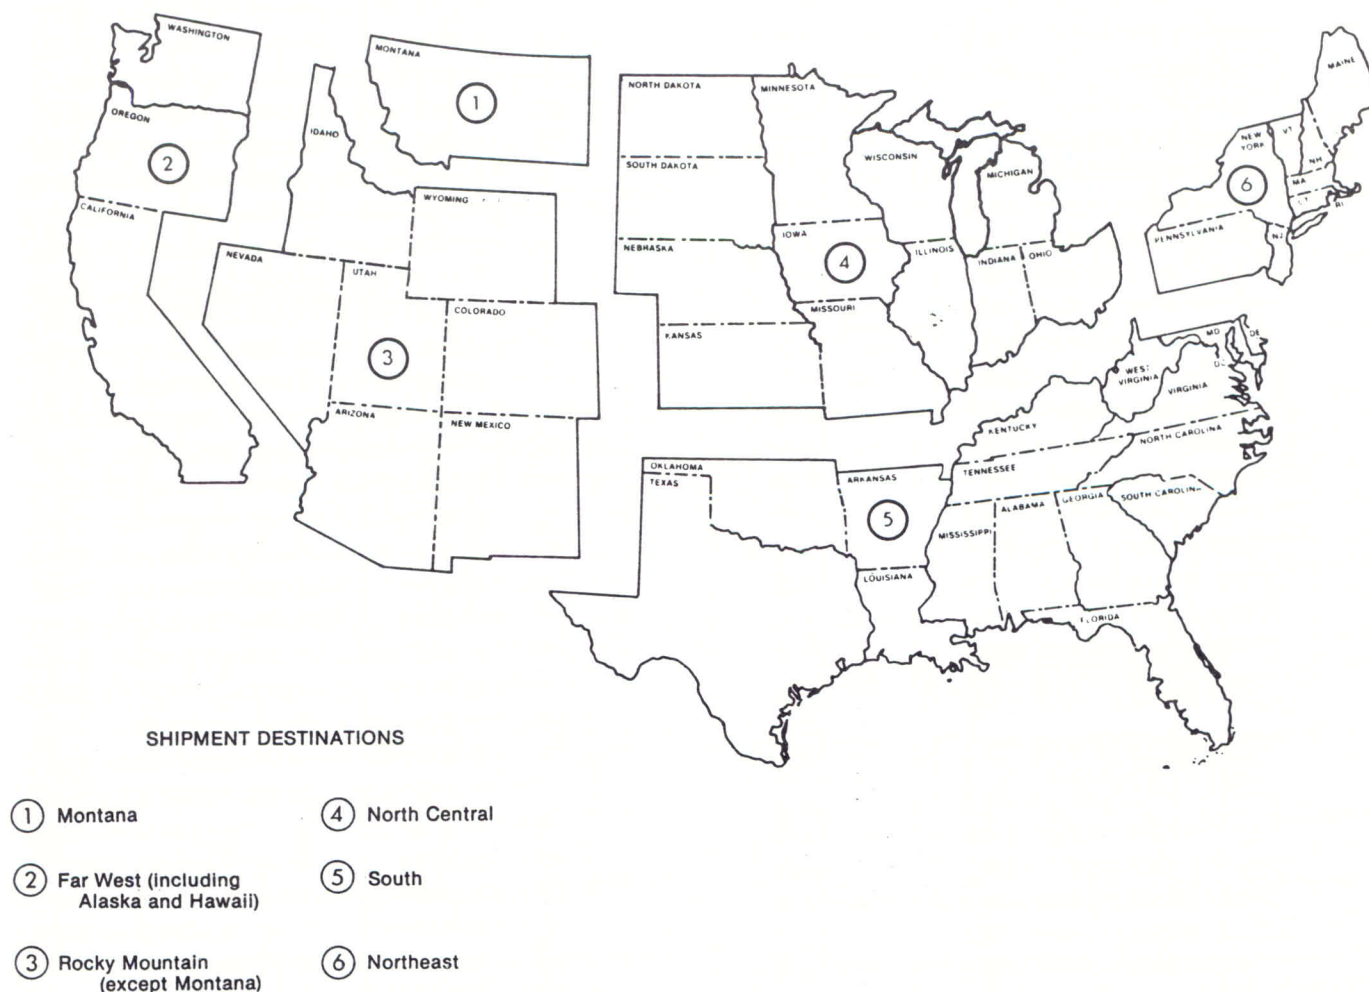 WASHINGTON
MONTANA
1
OREGON
2
IDAHO
CALIFORNIA
WYOMING
NEVADA
UTAH
COLORADO
3
ARIZONA
NEW MEXICO
NORTH DAKOTA
MINNESOTA
SOUTH DAKOTA
WISCONSIN
MICHIGAN
IOWA
NEBRASKA
4
ILLINOIS
INDIANA
OHIO
MISSOURI
KANSAS
MAINE
NEW
YORK
VT
NH
6
MA
CT
RI
PENNSYLVANIA
NJ
MD
DE
DC
WEST
VIRGINIA
VIRGINIA
KENTUCKY
NORTH CAROLINA
TENNESSEE
OKLAHOMA
TEXAS
ARKANSAS
5
MISSISSIPPI
ALABAMA
GEORGIA
SOUTH CAROLINA
LOUISIANA
FLORIDA
SHIPMENT DESTINATIONS
1 Montana
2 Far West (including
Alaska and Hawaii)
3 Rocky Mountain
(except Montana)
4 North Central
5 South
6 Northeast